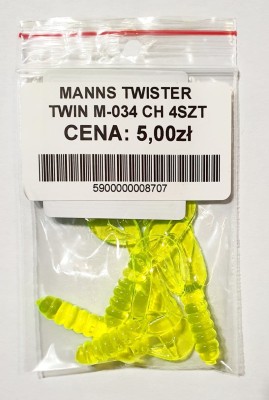 MANNS TWISTER
TWIN M-034 CH 4SZT
CENA: 5,00zł
5900000008707